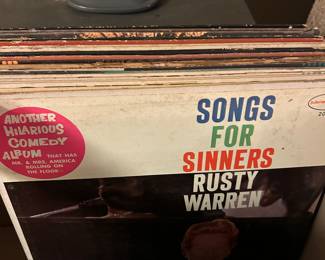 ANOTHER
HILARIOUS
COMEDY
ALBUM THAT HAS
MR. & MRS. AMERICA
ROLLING ON
THE FLOOR
SONGS
FOR
SINNERS
RUSTY
WARREN